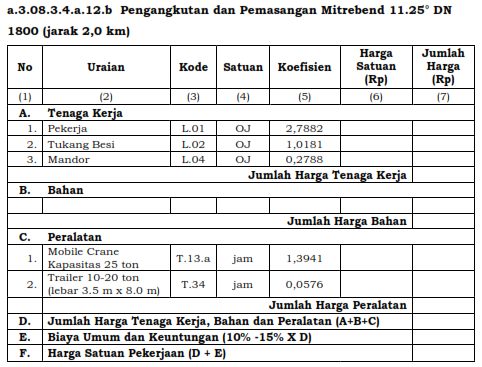 a.3.08.3.4.a.12.b Pengangkutan dan Pemasangan Mitrebend 11.25° DN
1800 (jarak 2,0 km)
No Uraian Kode Satuan Koefisien Harga Satuan (Rp) Jumlah Harga (Rp)
(1) (2) (3) (4) (5) (6) (7)
A. Tenaga Kerja
1. Pekerja L.01 OJ 2,7882
2. Tukang Besi L.02 OJ 1,0181
3. Mandor L.04 OJ 0,2788
Jumlah Harga Tenaga Kerja
B. Bahan
Jumlah Harga Bahan
C. Peralatan
1. Mobile Crane Kapasitas 25 ton T.13.a jam 1,3941
2. Trailer 10-20 ton (lebar 3.5 m x 8.0 m) T.34 jam 0,0576
Jumlah Harga Peralatan
D. Jumlah Harga Tenaga Kerja, Bahan dan Peralatan (A+B+C)
E. Biaya Umum dan Keuntungan (10% -15% X D)
F. Harga Satuan Pekerjaan (D + E)